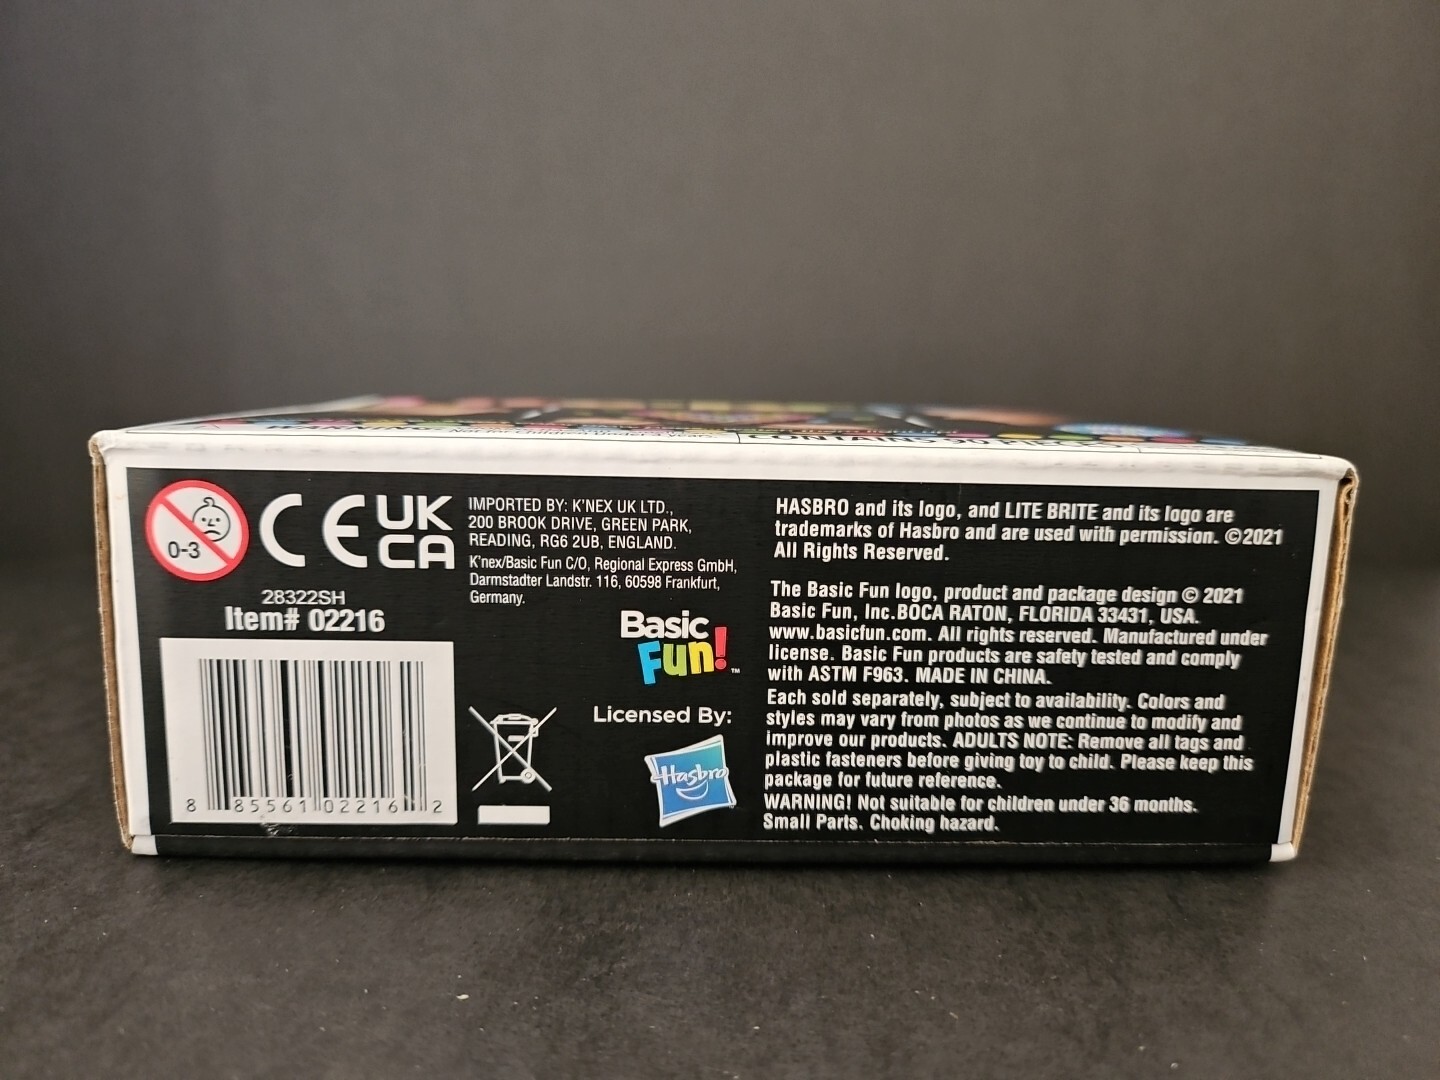 CONTAINS 90 PIECES
0-3
CE UK CA
28322SH
Item# 02216
8 85561 02216 2
IMPORTED BY: K'NEX UK LTD.,
200 BROOK DRIVE, GREEN PARK,
READING, RG6 2UB, ENGLAND.
K'nex/Basic Fun C/O, Regional Express GmbH,
Darmstadter Landstr. 116, 60598 Frankfurt,
Germany.
Basic
Fun!™
Licensed By:
Hasbro
HASBRO and its logo, and LITE BRITE and its logo are
trademarks of Hasbro and are used with permission. ©2021
All Rights Reserved.
The Basic Fun logo, product and package design © 2021
Basic Fun, Inc.BOCA RATON, FLORIDA 33431, USA.
www.basicfun.com. All rights reserved. Manufactured under
license. Basic Fun products are safety tested and comply
with ASTM F963. MADE IN CHINA.
Each sold separately, subject to availability. Colors and
styles may vary from photos as we continue to modify and
improve our products. ADULTS NOTE: Remove all tags and
plastic fasteners before giving toy to child. Please keep this
package for future reference.
WARNING! Not suitable for children under 36 months.
Small Parts. Choking hazard.